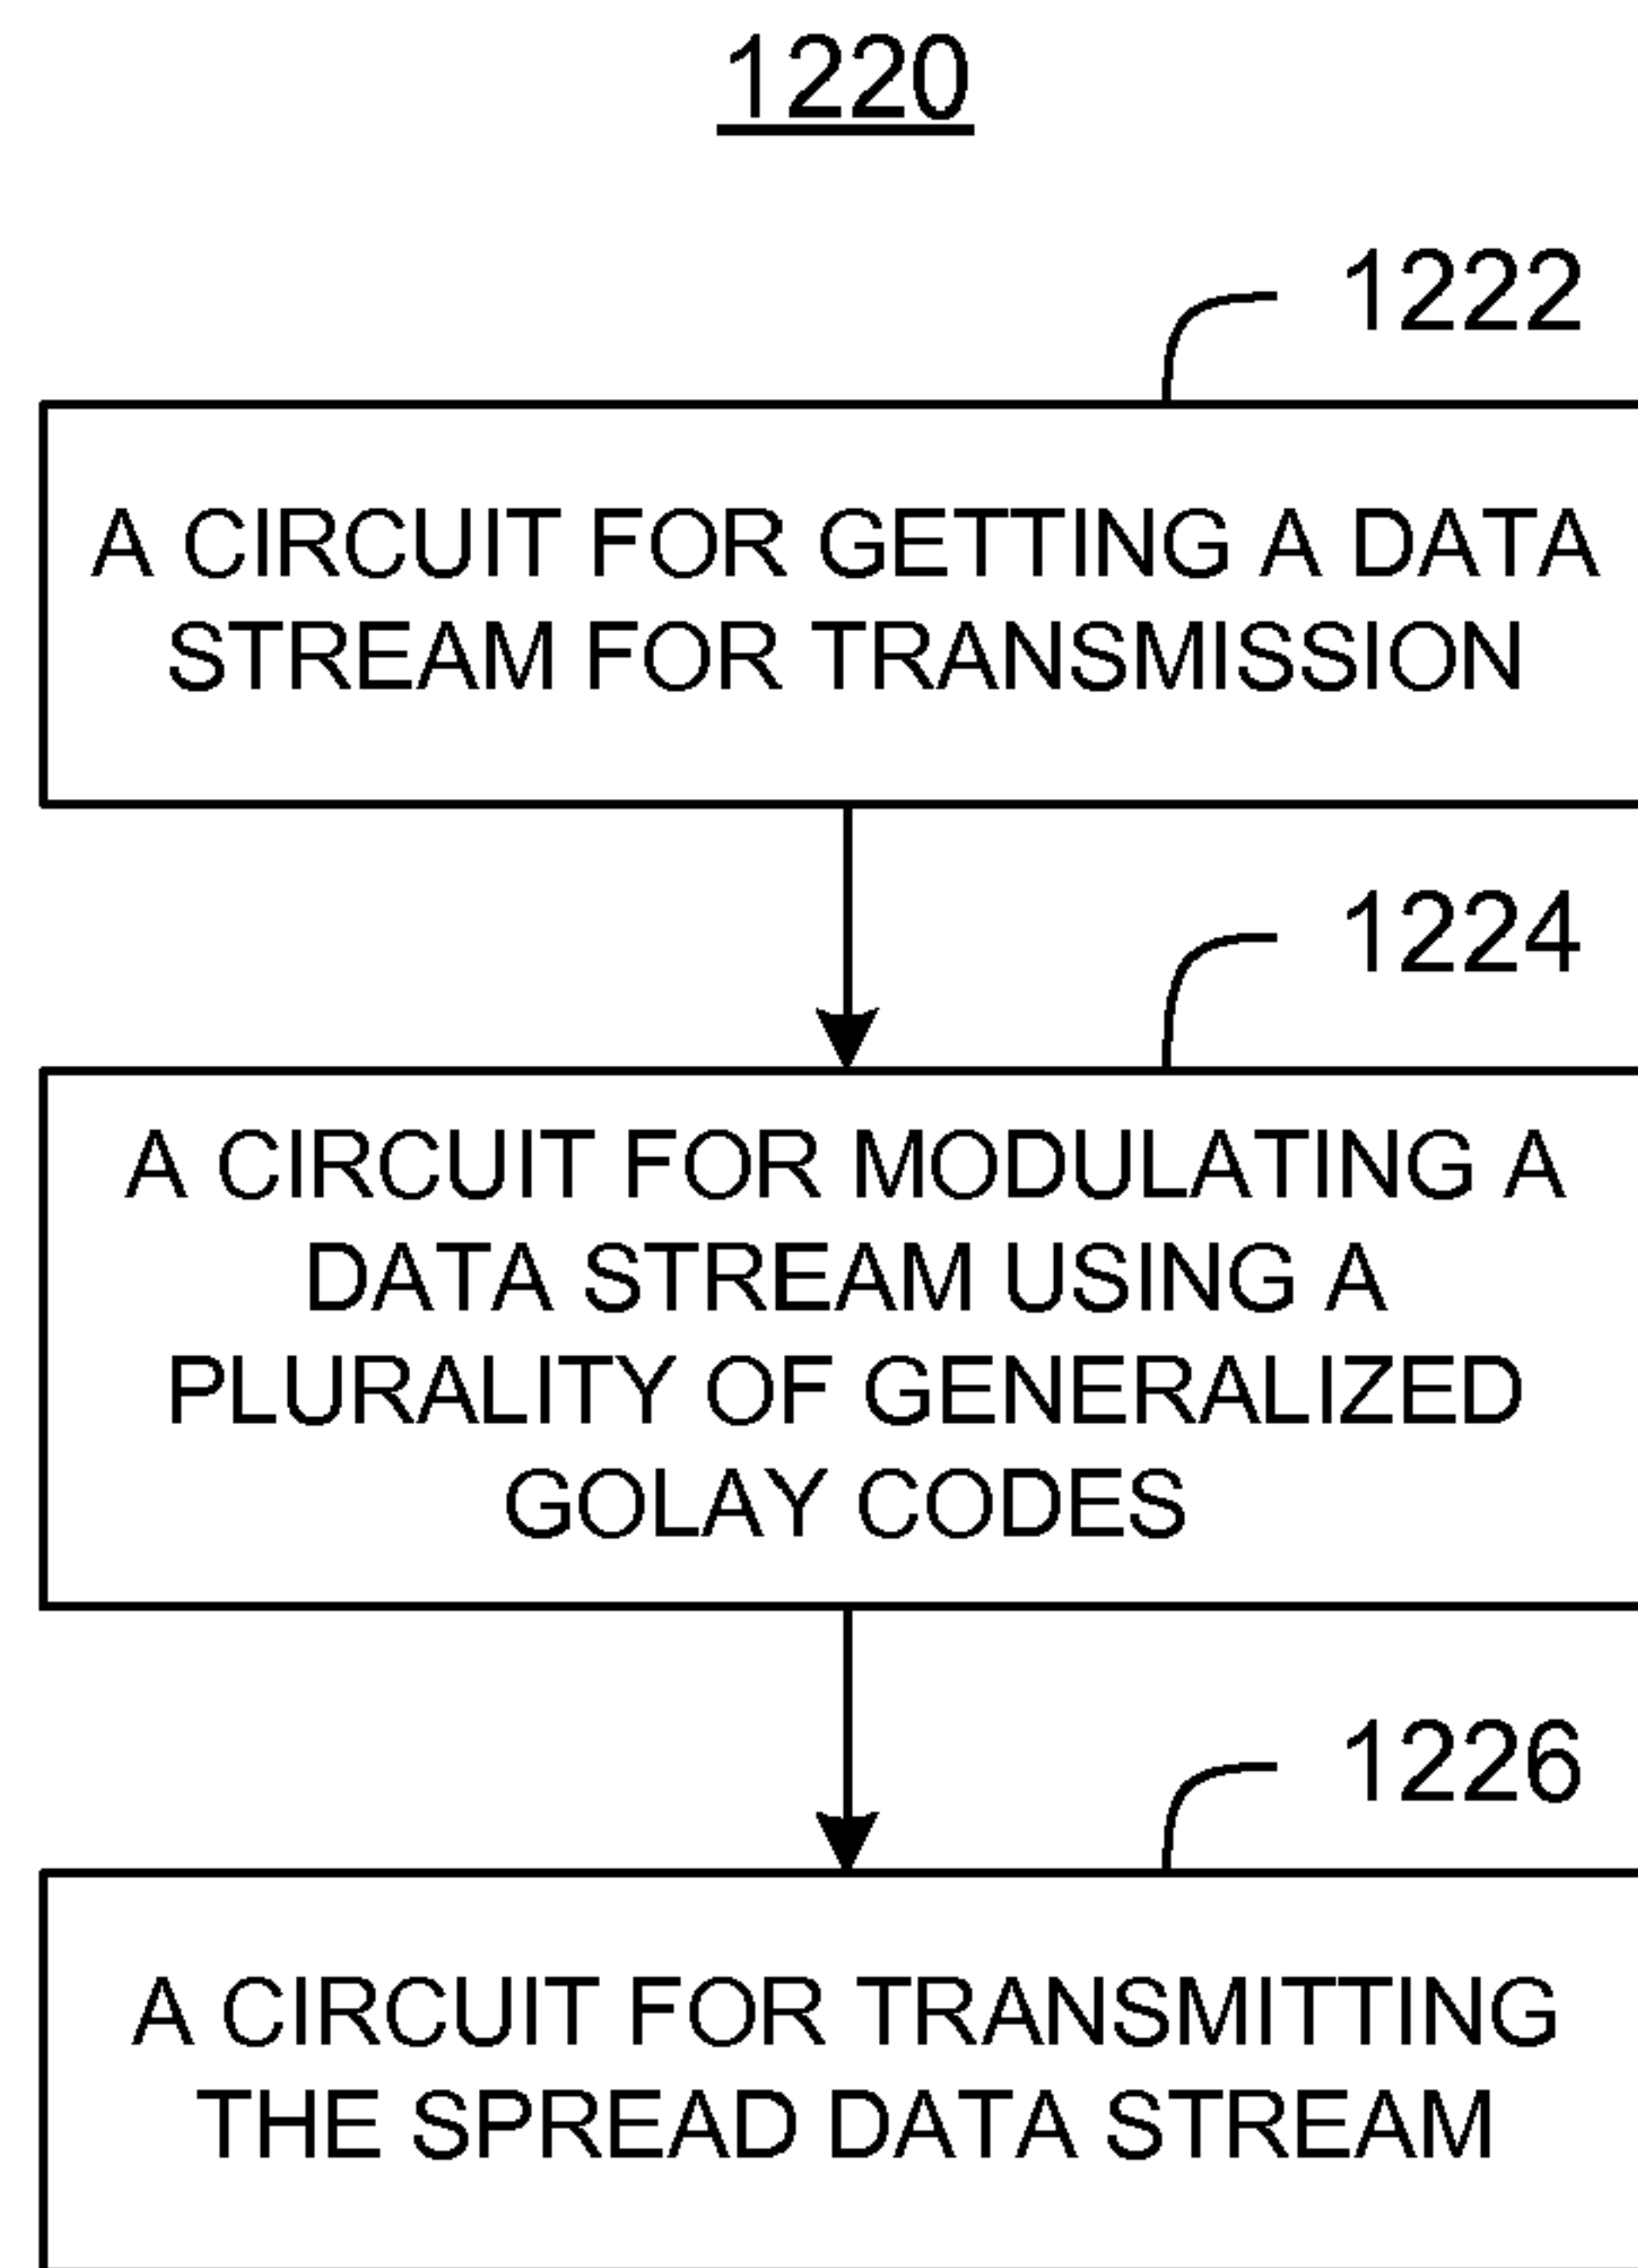 1220
1222
A CIRCUIT FOR GETTING A DATA
STREAM FOR TRANSMISSION
1224
A CIRCUIT FOR MODULATING A
DATA STREAM USING A
PLURALITY OF GENERALIZED
GOLAY CODES
1226
A CIRCUIT FOR TRANSMITTING
THE SPREAD DATA STREAM